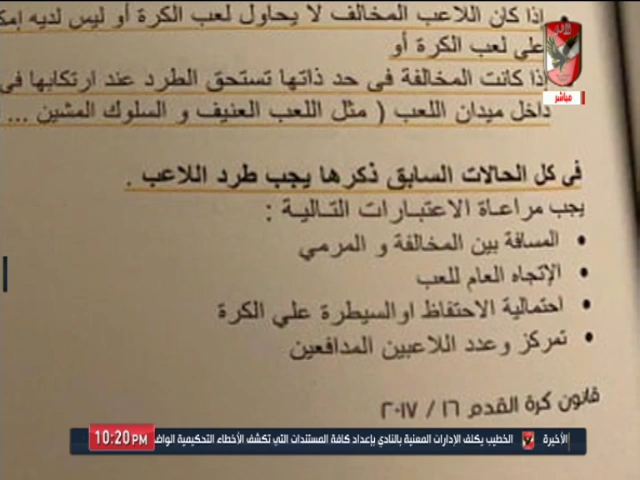 إذا كان اللاعب المخالف لا يحاول لعب الكرة أو ليس لديه
على لعب الكرة أو
إذا كانت المخالفة فى حد ذاتها تستحق الطرد عند ارتكابها فى
داخل ميدان اللعب ( مثل اللعب العنيف و السلوك المشين ...
فى كل الحالات السابق ذكرها يجب طرد اللاعب .
يجب مراعاة الاعتبارات التالية :
• المسافة بين المخالفة و المرمي
• الإتجاه العام للعب
• احتمالية الاحتفاظ اوالسيطرة علي الكرة
• تمركز وعدد اللاعبين المدافعين
قانون كرة القدم ١٦ / ٢٠١٧
مباشر
الأخيرة
الخطيب يكلف الإدارات المعنية بالنادي بإعداد كافة المستندات التي تكشف الأخطاء التحكيمية
10:20 PM